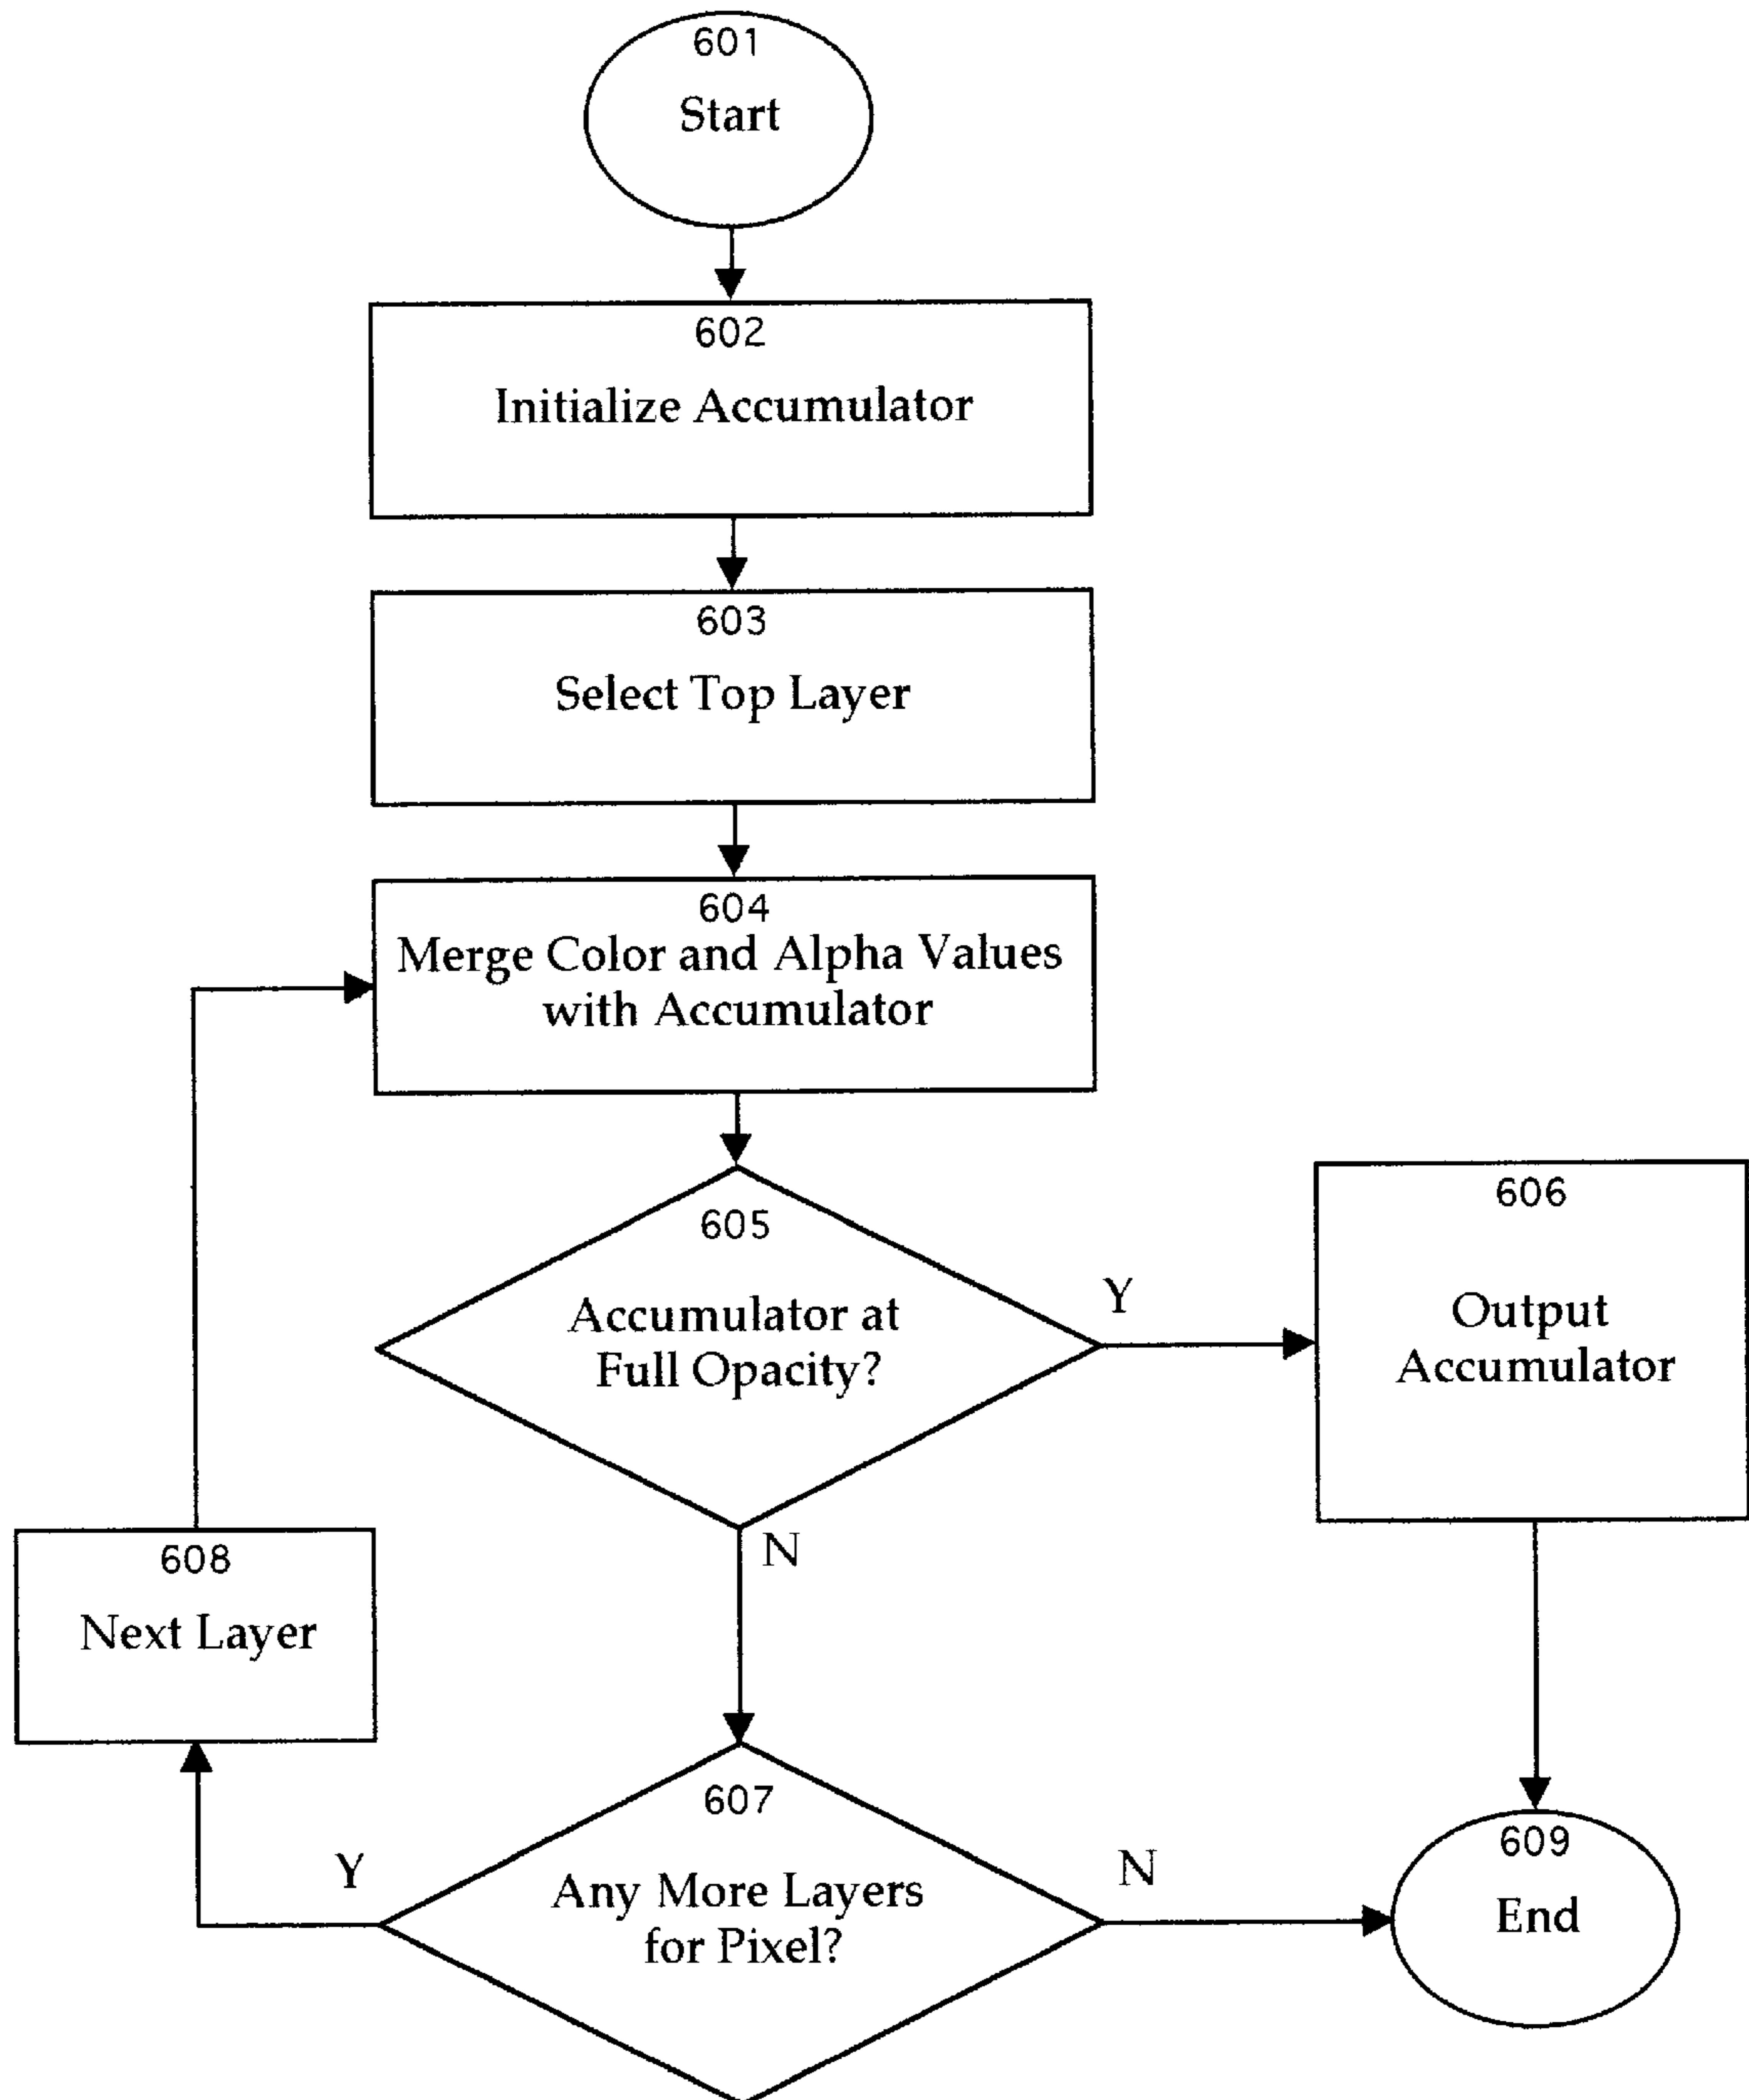 601
Start
602
Initialize Accumulator
603
Select Top Layer
604
Merge Color and Alpha Values
with Accumulator
605
Accumulator at
Full Opacity?
Y
606
Output
Accumulator
N
608
Next Layer
607
Any More Layers
for Pixel?
Y
N
609
End